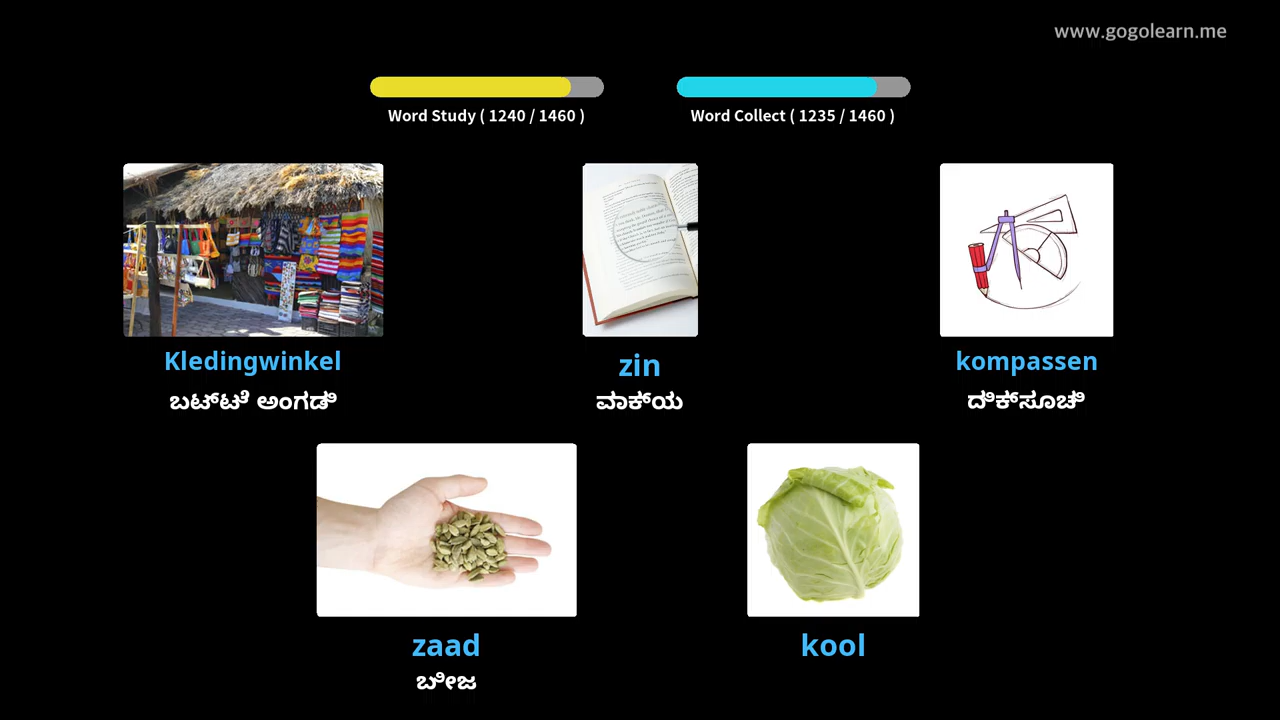 www.gogolearn.me
Word Study ( 1240 / 1460 )
Word Collect ( 1235 / 1460 )
Kledingwinkel
ಬಟ್ಟೆ ಅಂಗಡಿ
zin
ವಾಕ್ಯ
kompassen
ದಿಕ್ಸೂಚಿ
zaad
ಬೀಜ
kool